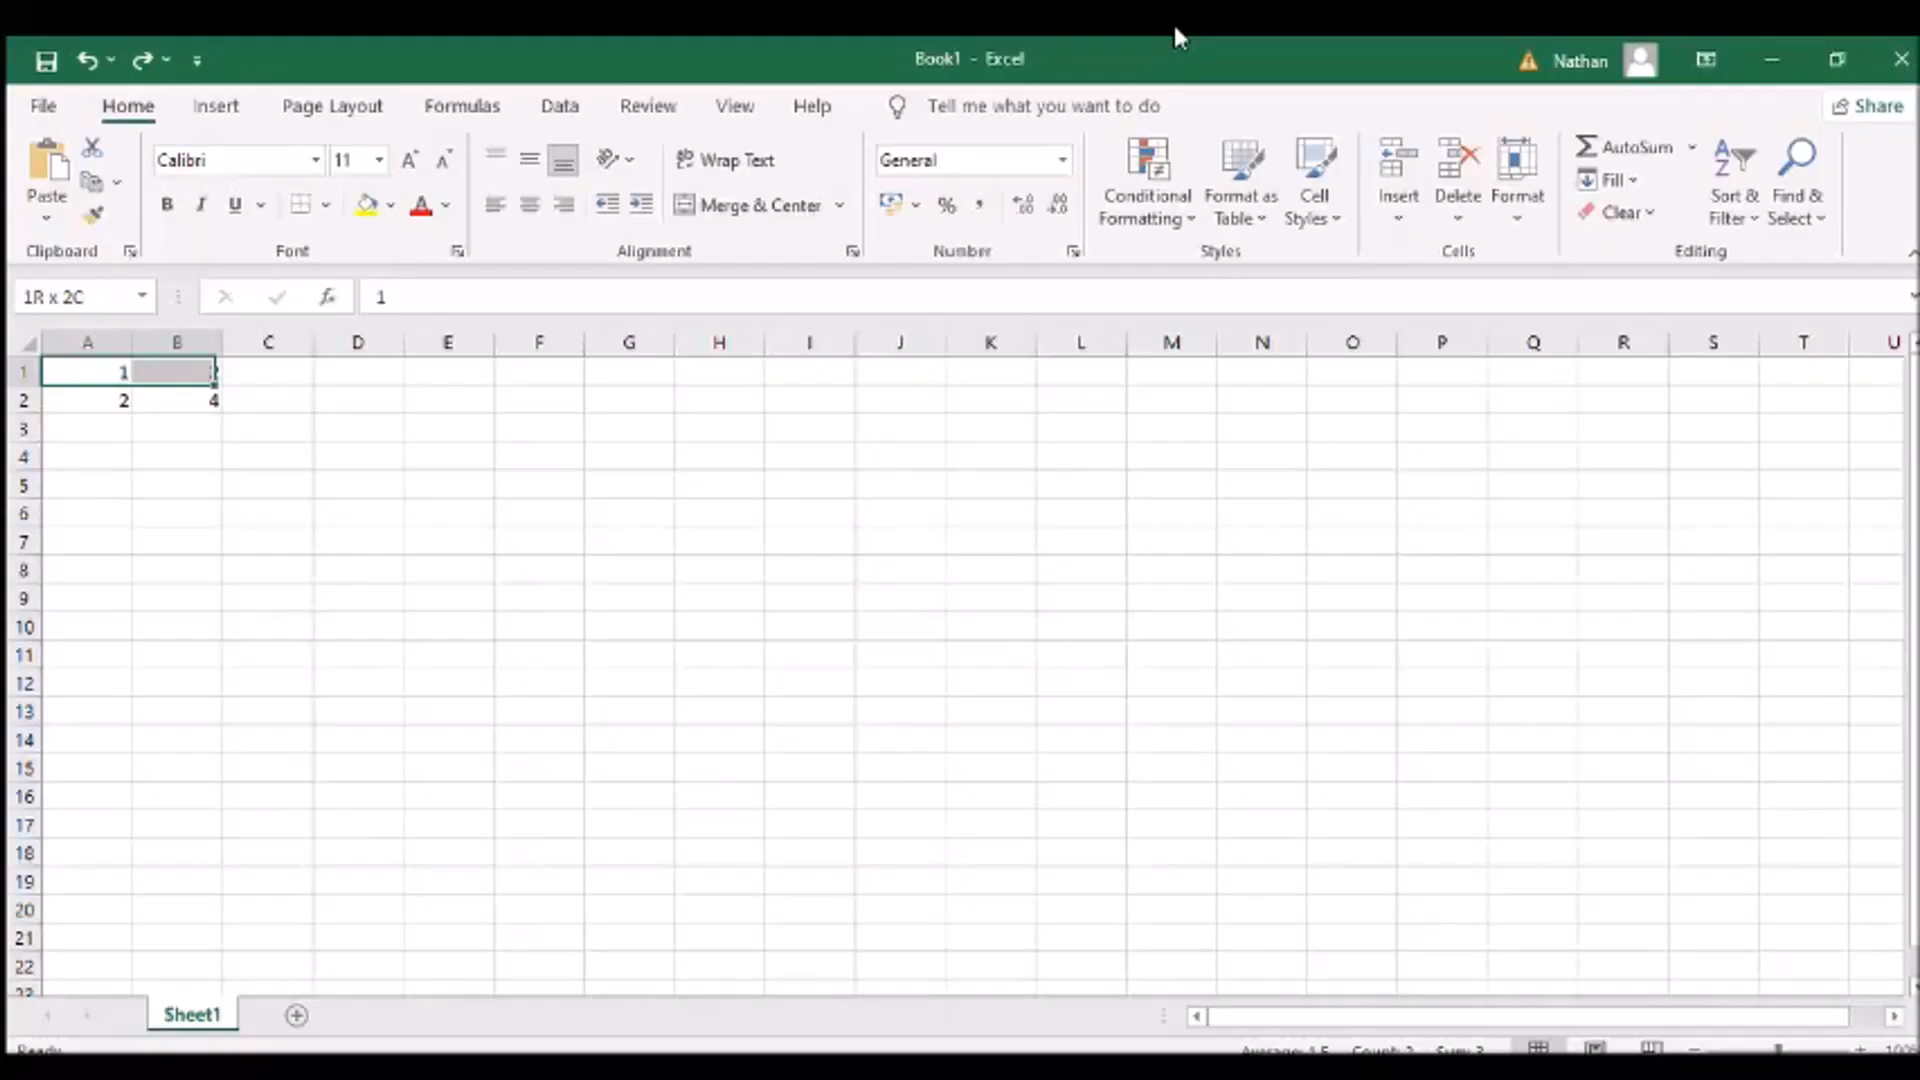 Book1 - Excel
Nathan
File Home Insert Page Layout Formulas Data Review View Help Tell me what you want to do Share
Paste
Clipboard
Calibri 11
B I U
Font
Wrap Text
Merge & Center
Alignment
General
%
Number
Conditional Formatting
Format as Table
Cell Styles
Styles
Insert Delete Format
Cells
AutoSum
Fill
Clear
Sort & Filter
Find & Select
Editing
1R x 2C fx 1
A B C D E F G H I J K L M N O P Q R S T U
1 1
2 2 4
3
4
5
6
7
8
9
10
11
12
13
14
15
16
17
18
19
20
21
22
Sheet1